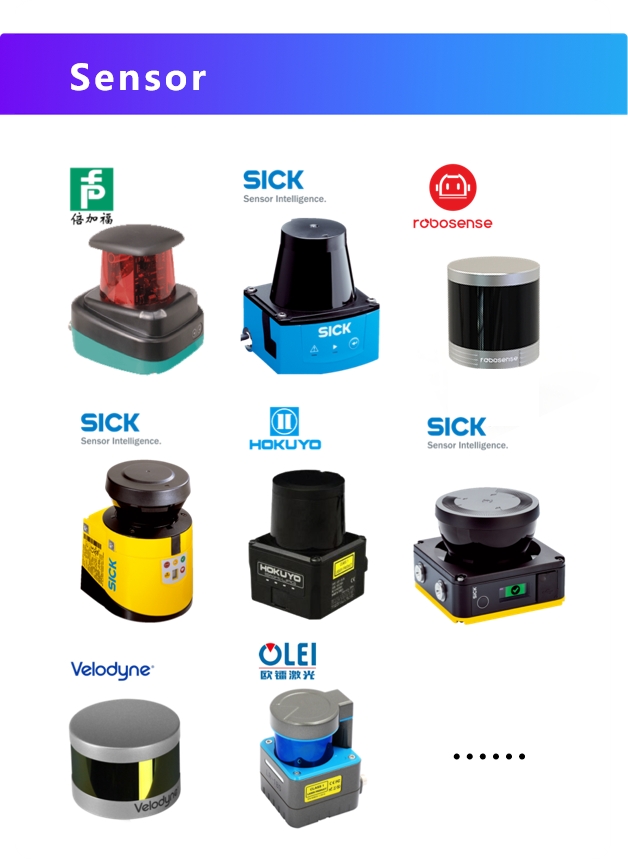 Sensor
倍加福
SICK
Sensor Intelligence.
robosense
SICK
robosense
SICK
Sensor Intelligence.
HOKUYO
SICK
Sensor Intelligence.
SICK
HOKUYO
SICK
Velodyne
OLEI
欧镭激光
Velodyne
......